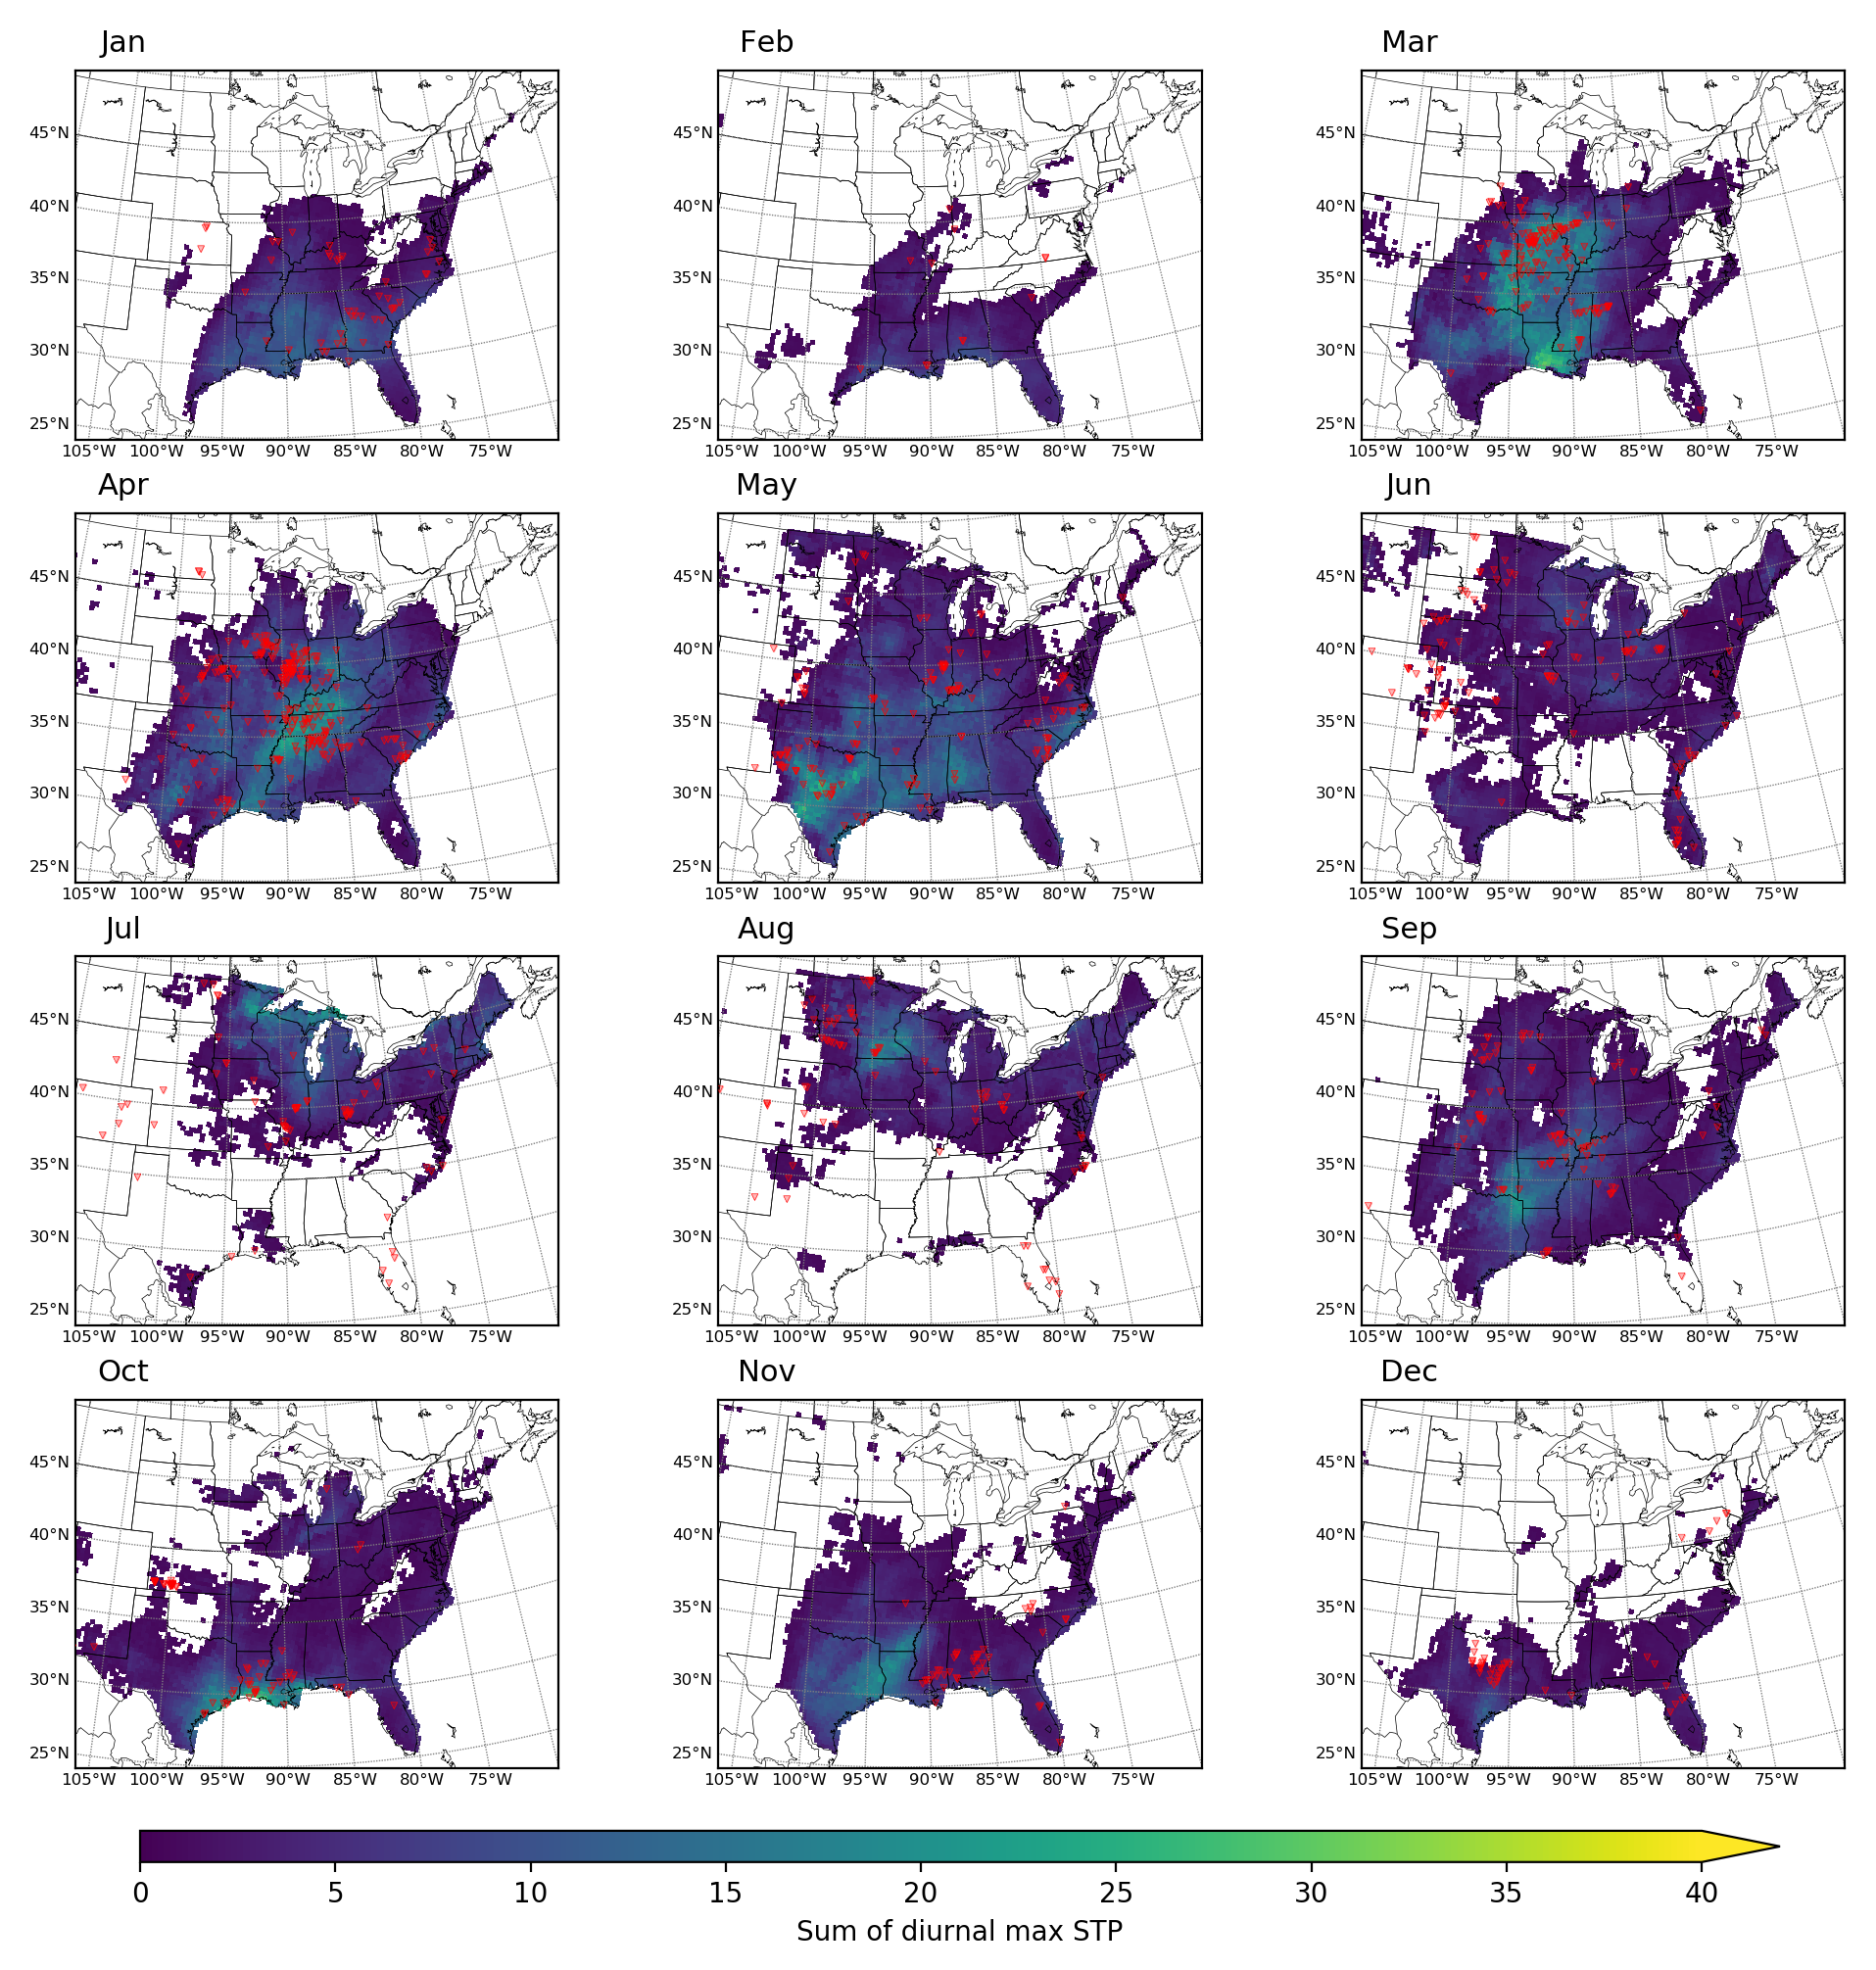 Jan Feb Mar
45°N 45°N 45°N
40°N 40°N 40°N
35°N 35°N 35°N
30°N 30°N 30°N
25°N 25°N 25°N
105°W 100°W 95°W 90°W 85°W 80°W 75°W 105°W 100°W 95°W 90°W 85°W 80°W 75°W 105°W 100°W 95°W 90°W 85°W 80°W 75°W
Apr May Jun
45°N 45°N 45°N
40°N 40°N 40°N
35°N 35°N 35°N
30°N 30°N 30°N
25°N 25°N 25°N
105°W 100°W 95°W 90°W 85°W 80°W 75°W 105°W 100°W 95°W 90°W 85°W 80°W 75°W 105°W 100°W 95°W 90°W 85°W 80°W 75°W
Jul Aug Sep
45°N 45°N 45°N
40°N 40°N 40°N
35°N 35°N 35°N
30°N 30°N 30°N
25°N 25°N 25°N
105°W 100°W 95°W 90°W 85°W 80°W 75°W 105°W 100°W 95°W 90°W 85°W 80°W 75°W 105°W 100°W 95°W 90°W 85°W 80°W 75°W
Oct Nov Dec
45°N 45°N 45°N
40°N 40°N 40°N
35°N 35°N 35°N
30°N 30°N 30°N
25°N 25°N 25°N
105°W 100°W 95°W 90°W 85°W 80°W 75°W 105°W 100°W 95°W 90°W 85°W 80°W 75°W 105°W 100°W 95°W 90°W 85°W 80°W 75°W
0 5 10 15 20 25 30 35 40
Sum of diurnal max STP